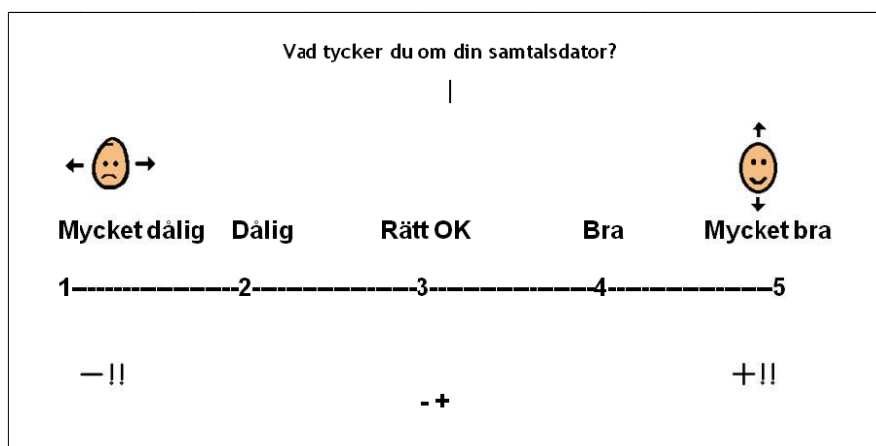 Vad tycker du om din samtalsdator?
|
Mycket dålig Dålig Rätt OK Bra Mycket bra
1------------------------2------------------------3------------------------4------------------------5
—!! +!!
- +